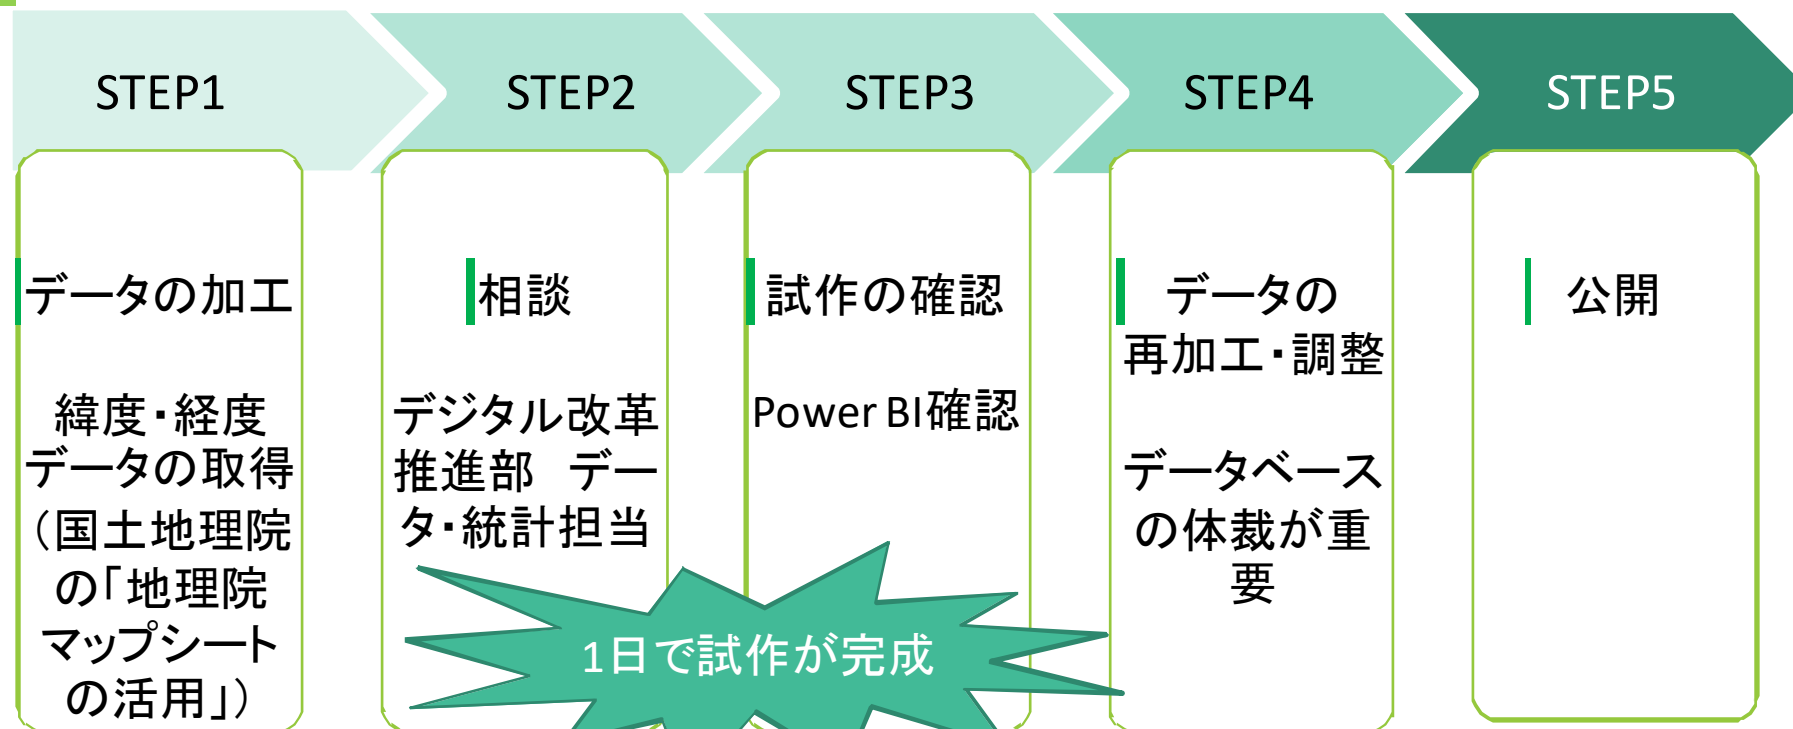 STEP1
STEP2
STEP3
STEP4
STEP5
データの加工
緯度・経度
データの取得
（国土地理院
の「地理院
マップシート
の活用」）
相談
デジタル改革
推進部　デー
タ・統計担当
試作の確認
Power BI確認
1日で試作が完成
データの
再加工・調整
データベース
の体裁が重
要
公開